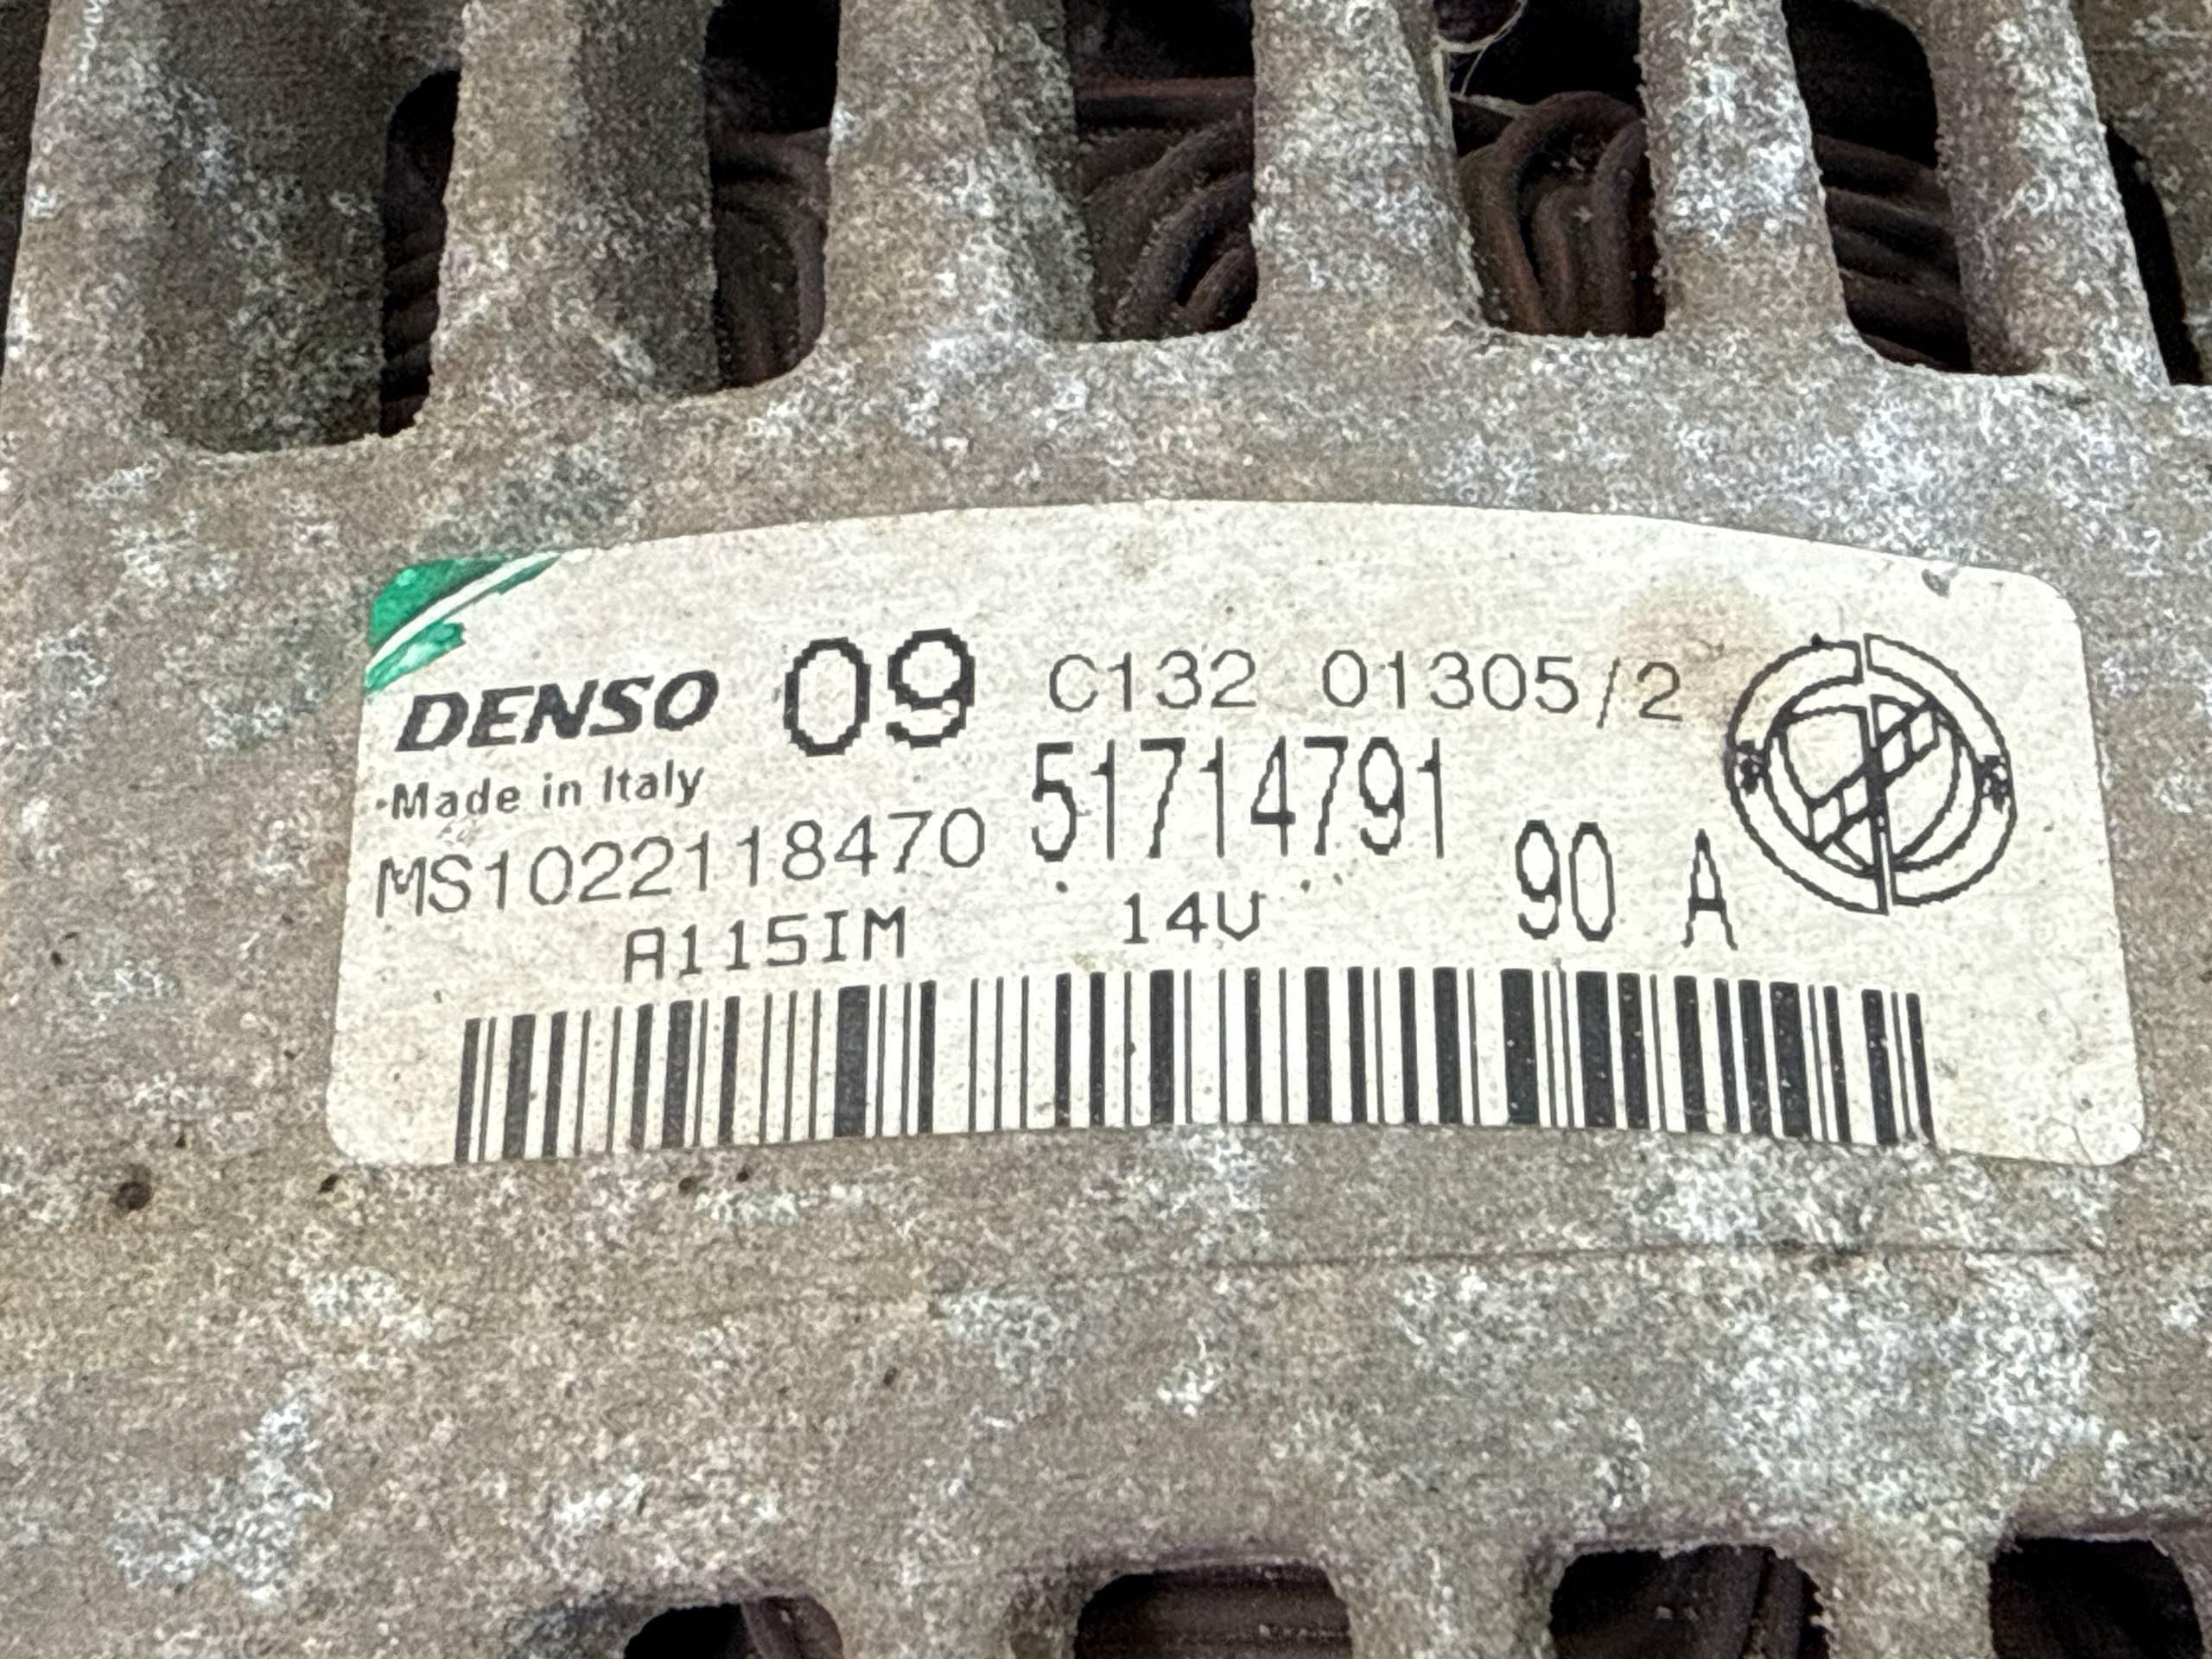 DENSO 09 C132 01305/2
Made in Italy
MS1022118470 51714791
A115IM 14V 90 A